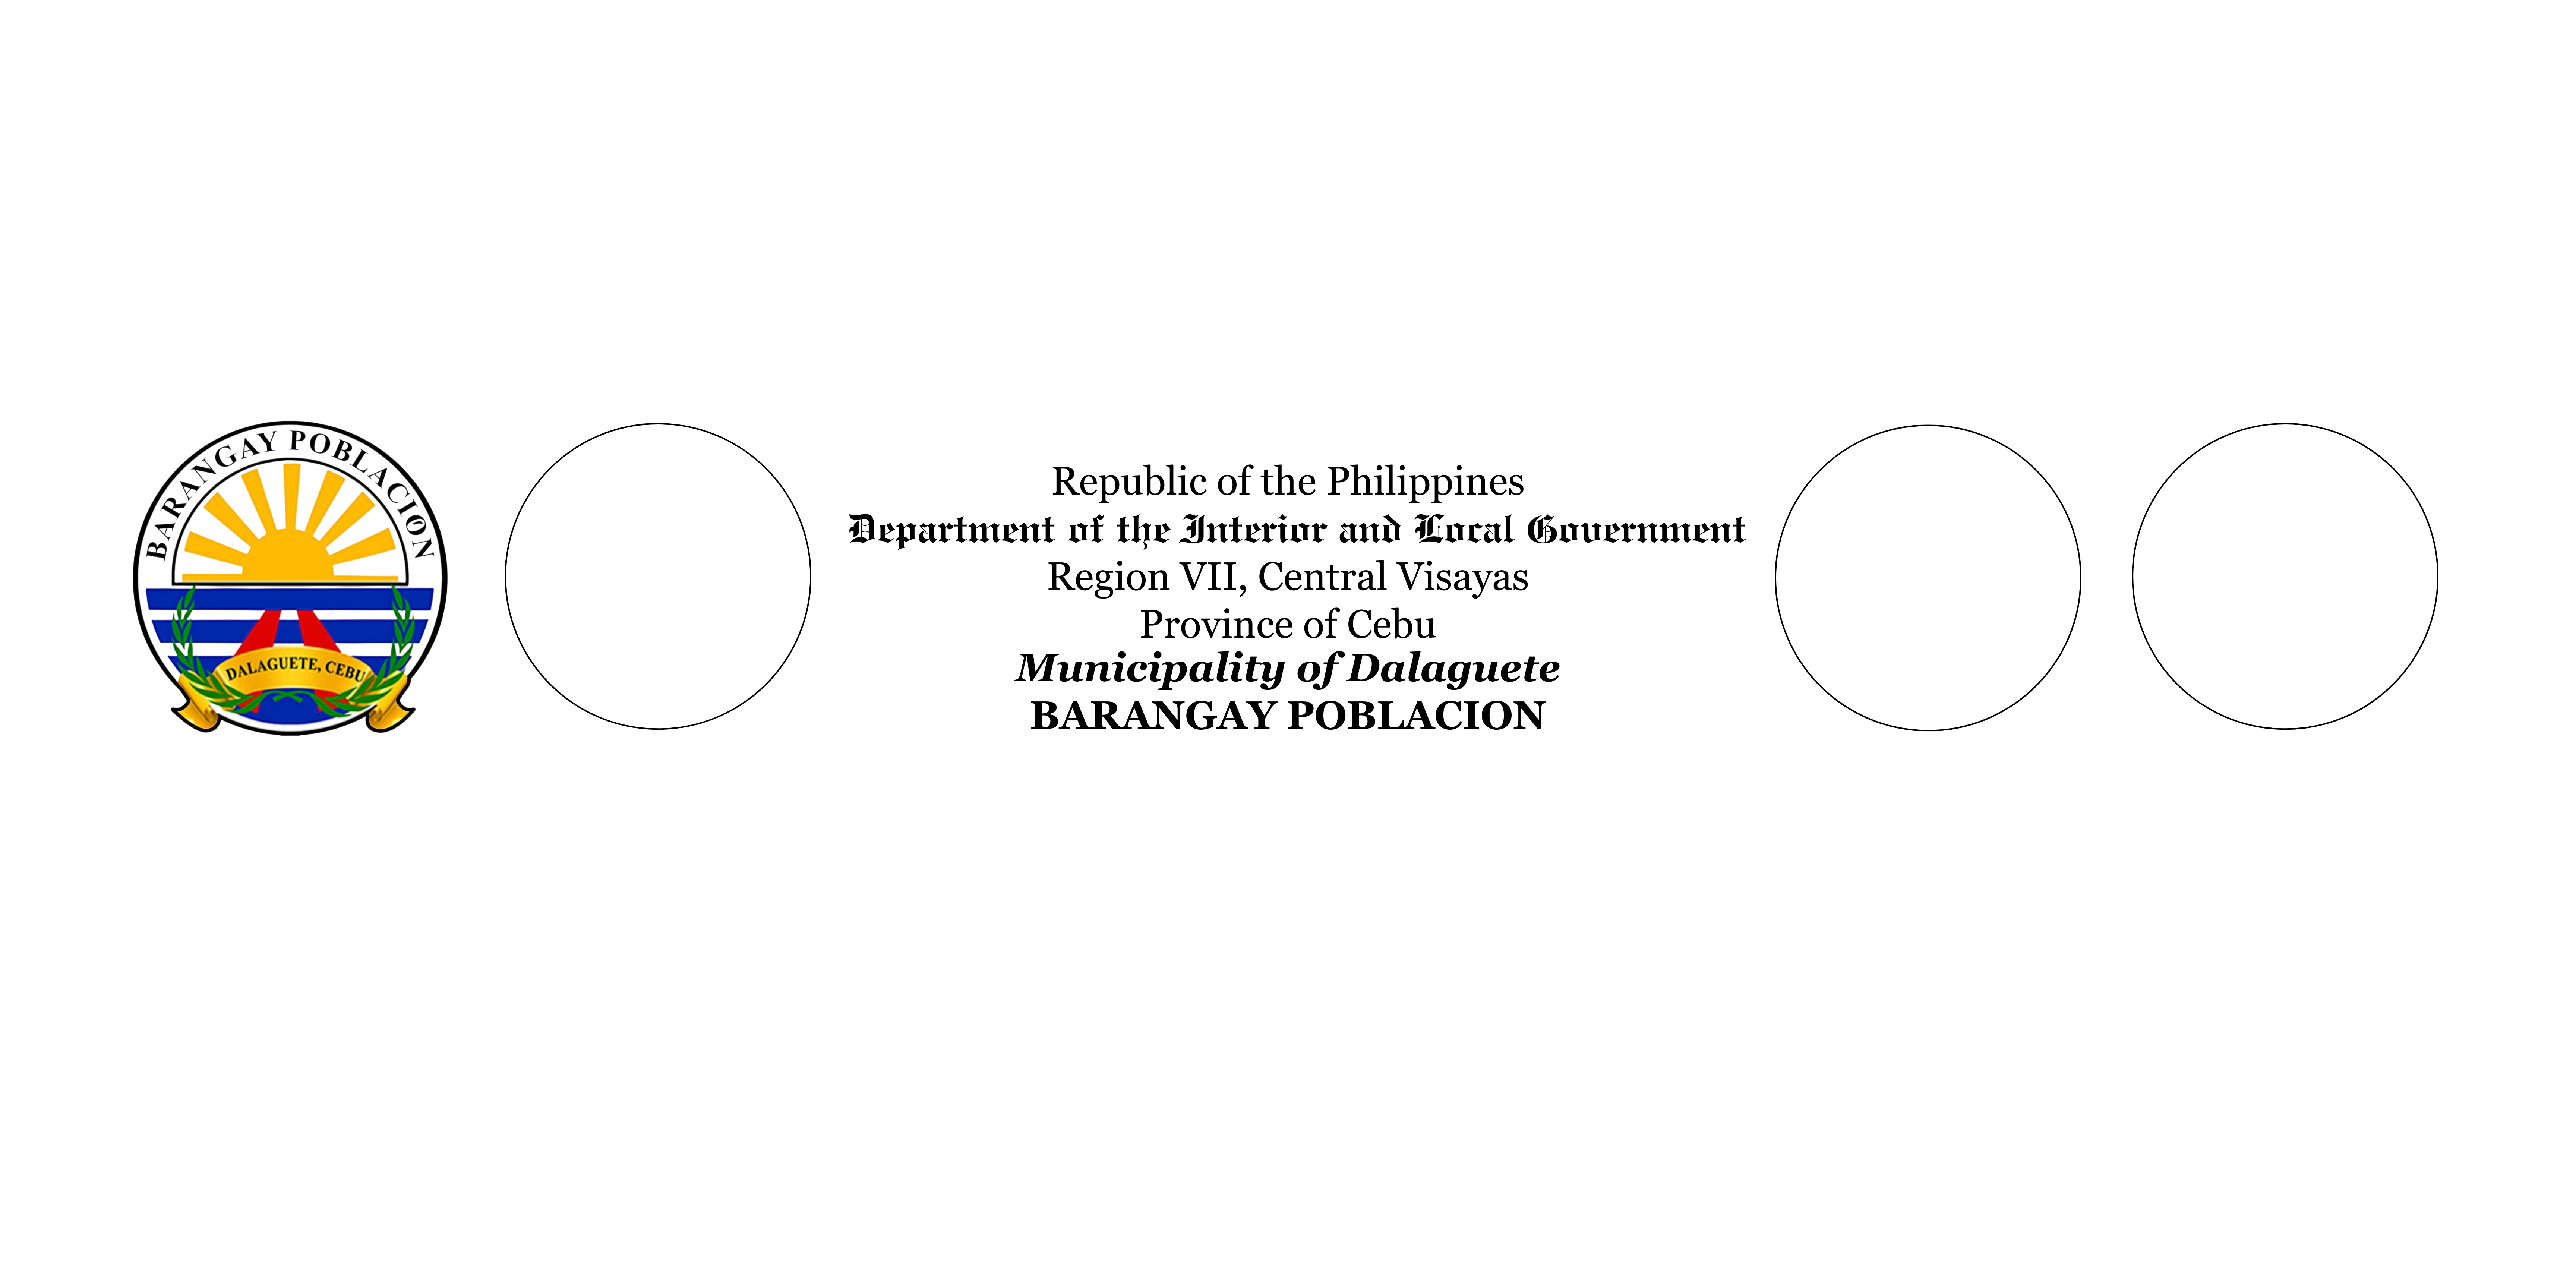 BARANGAY POBLACION
DALAGUETE, CEBU
Republic of the Philippines
Department of the Interior and Local Government
Region VII, Central Visayas
Province of Cebu
Municipality of Dalaguete
BARANGAY POBLACION